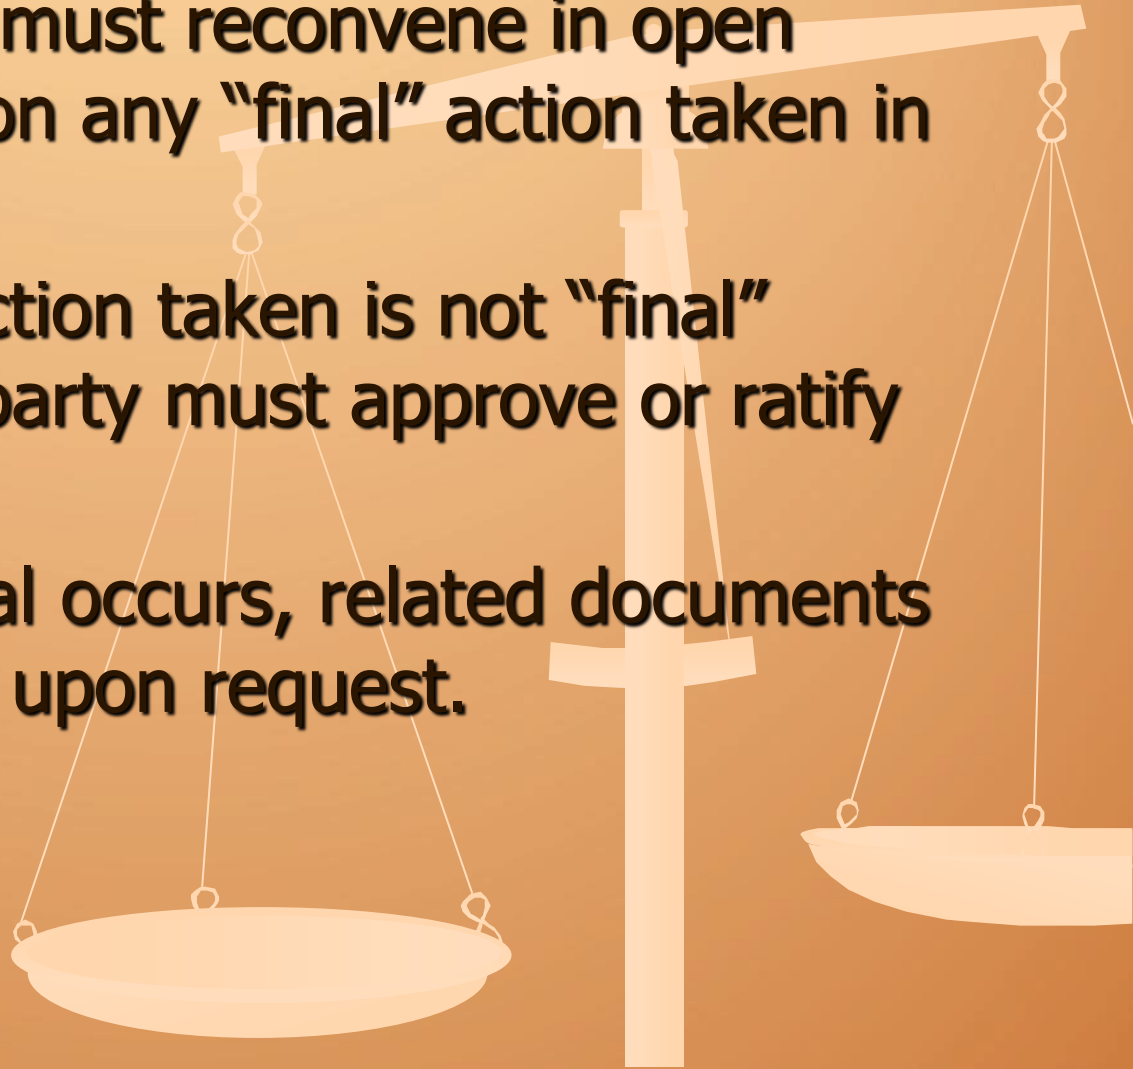 must reconvene in open
on any “final” action taken in
ction taken is not “final”
party must approve or ratify
al occurs, related documents
upon request.